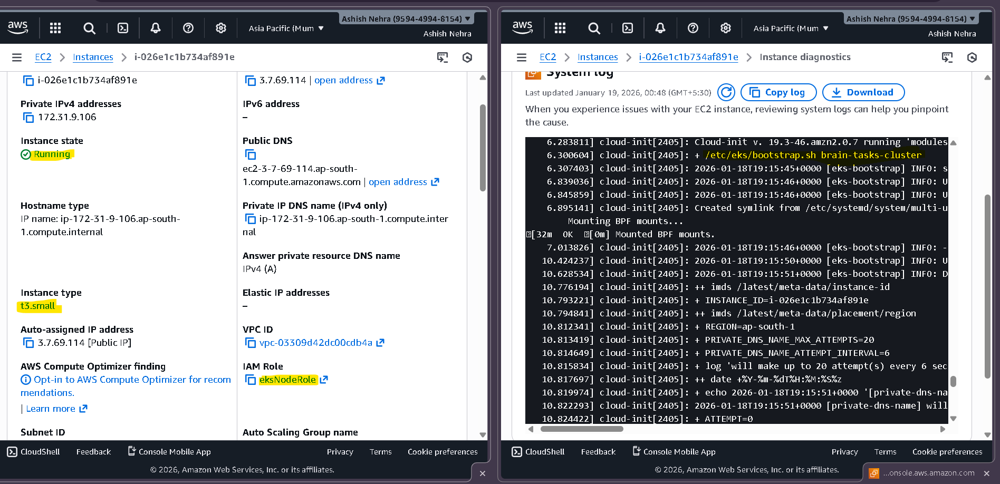 aws
Asia Pacific (Mum
Ashish Nehra (9594-4994-8154)
Ashish Nehra
EC2
Instances
i-026e1c1b734af891e
i-026e1c1b734af891e
3.7.69.114 | open address
Private IPv4 addresses
172.31.9.106
IPv6 address
–
Instance state
Running
Public DNS
ec2-3-7-69-114.ap-south-
1.compute.amazonaws.com | open address
Hostname type
IP name: ip-172-31-9-106.ap-south-
1.compute.internal
Private IP DNS name (IPv4 only)
ip-172-31-9-106.ap-south-1.compute.inter
nal
Answer private resource DNS name
IPv4 (A)
Instance type
t3.small
Elastic IP addresses
–
Auto-assigned IP address
3.7.69.114 [Public IP]
VPC ID
vpc-03309d42dc00cdb4a
AWS Compute Optimizer finding
Opt-in to AWS Compute Optimizer for recom
mendations.
| Learn more
IAM Role
eksNodeRole
Subnet ID
Auto Scaling Group name
CloudShell
Feedback
Console Mobile App
Privacy
Terms
Cookie preferences
© 2026, Amazon Web Services, Inc. or its affiliates.
aws
Asia Pacific (Mum
Ashish Nehra (9594-4994-8154)
Ashish Nehra
EC2
Instances
i-026e1c1b734af891e
Instance diagnostics
System log
Last updated January 19, 2026, 00:48 (GMT+5:30)
Copy log
Download
When you experience issues with your EC2 instance, reviewing system logs can help you pinpoint
the cause.
6.283811] cloud-init[2405]: Cloud-init v. 19.3-46.amzn2.0.7 running 'modules
6.300604] cloud-init[2405]: + /etc/eks/bootstrap.sh brain-tasks-cluster
6.307403] cloud-init[2405]: 2026-01-18T19:15:45+0000 [eks-bootstrap] INFO: s
6.839036] cloud-init[2405]: 2026-01-18T19:15:46+0000 [eks-bootstrap] INFO: U
6.845859] cloud-init[2405]: 2026-01-18T19:15:46+0000 [eks-bootstrap] INFO: U
6.895141] cloud-init[2405]: Created symlink from /etc/systemd/system/multi-u
Mounting BPF mounts...
[32m  OK  [0m] Mounted BPF mounts.
7.013826] cloud-init[2405]: 2026-01-18T19:15:46+0000 [eks-bootstrap] INFO: -
10.424237] cloud-init[2405]: 2026-01-18T19:15:50+0000 [eks-bootstrap] INFO: U
10.628534] cloud-init[2405]: 2026-01-18T19:15:51+0000 [eks-bootstrap] INFO: D
10.776194] cloud-init[2405]: ++ imds /latest/meta-data/instance-id
10.793221] cloud-init[2405]: + INSTANCE_ID=i-026e1c1b734af891e
10.794841] cloud-init[2405]: ++ imds /latest/meta-data/placement/region
10.812341] cloud-init[2405]: + REGION=ap-south-1
10.813419] cloud-init[2405]: + PRIVATE_DNS_NAME_MAX_ATTEMPTS=20
10.814649] cloud-init[2405]: + PRIVATE_DNS_NAME_ATTEMPT_INTERVAL=6
10.815834] cloud-init[2405]: + log 'will make up to 20 attempt(s) every 6 sec
10.817697] cloud-init[2405]: ++ date +%Y-%m-%dT%H:%M:%S%z
10.819974] cloud-init[2405]: + echo 2026-01-18T19:15:51+0000 '[private-dns-na
10.822293] cloud-init[2405]: 2026-01-18T19:15:51+0000 [private-dns-name] will
10.824422] cloud-init[2405]: + ATTEMPT=0
CloudShell
Feedback
Console Mobile App
Privacy
Terms
Cookie preferences
© 2026, Amazon Web Services, Inc. or its affiliates.
...onsole.aws.amazon.com